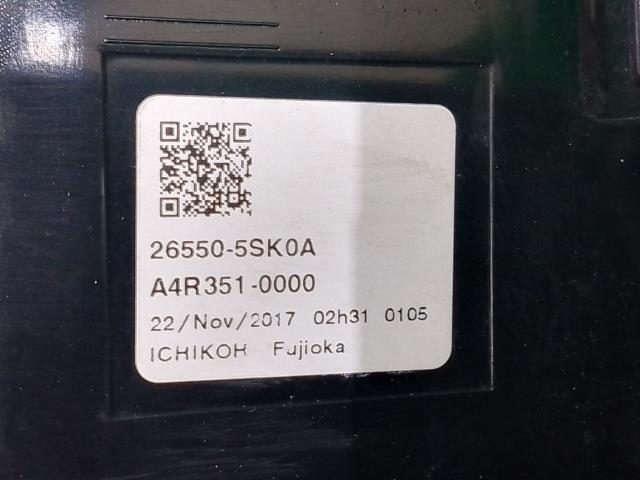 26550-5SK0A
A4R351-0000
22/Nov/2017 02h31 0105
ICHIKOH Fujioka